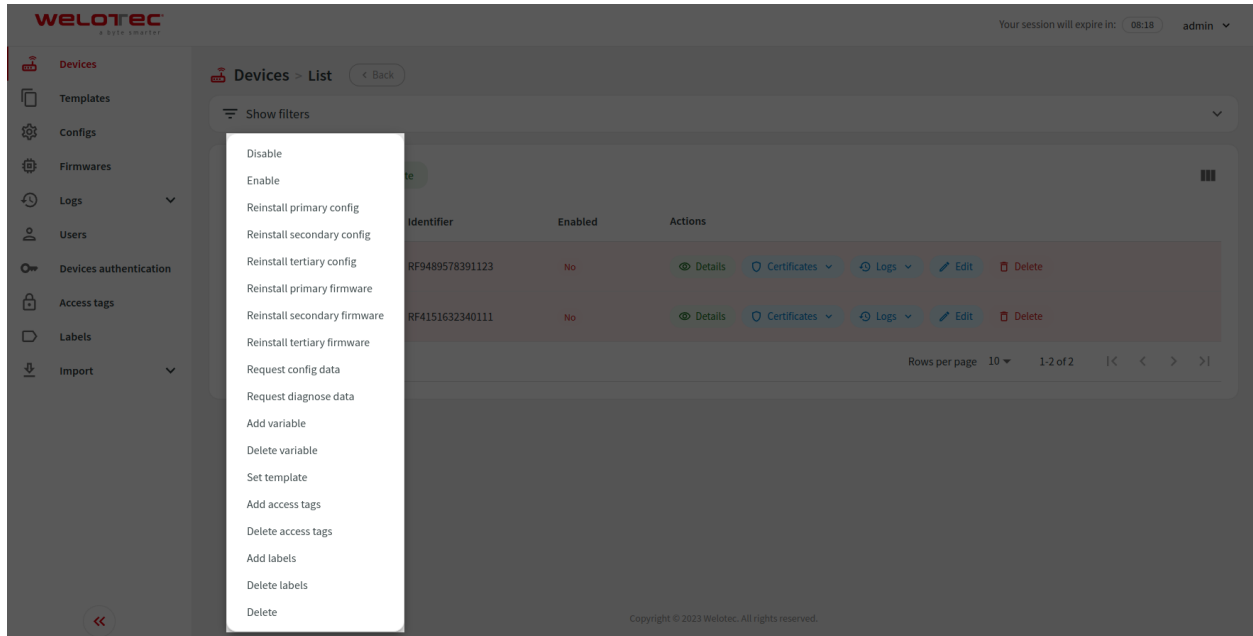 welotec
a byte smarter
Your session will expire in: 08:18 admin
Devices
Templates
Configs
Firmwares
Logs
Users
Devices authentication
Access tags
Labels
Import
Devices > List < Back
Show filters
Disable
Enable
Reinstall primary config
Reinstall secondary config
Reinstall tertiary config
Reinstall primary firmware
Reinstall secondary firmware
Reinstall tertiary firmware
Request config data
Request diagnose data
Add variable
Delete variable
Set template
Add access tags
Delete access tags
Add labels
Delete labels
Delete
te
Identifier Enabled Actions
RF9489578391123 No Details Certificates Logs Edit Delete
RF4151632340111 No Details Certificates Logs Edit Delete
Rows per page 10 1-2 of 2
Copyright © 2023 Welotec. All rights reserved.